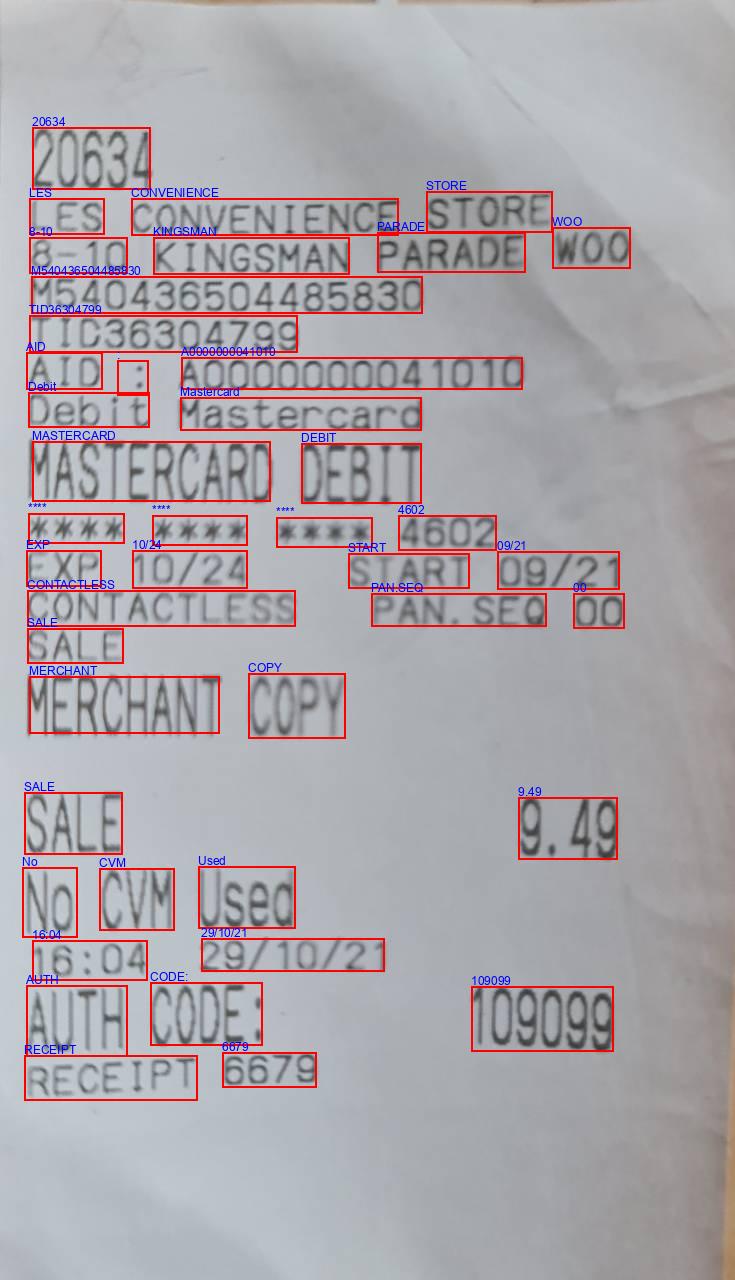 20634
LES CONVENIENCE STORE
8-10 KINGSMAN PARADE WOO
M540436504485830
TID36304799
AID : A0000000041010
Debit Mastercard
MASTERCARD DEBIT
**** **** **** 4602
EXP 10/24 START 09/21
CONTACTLESS PAN.SEQ 00
SALE
MERCHANT COPY
SALE 9.49
No CVM Used
16:04 29/10/21
AUTH CODE: 109099
RECEIPT 6679